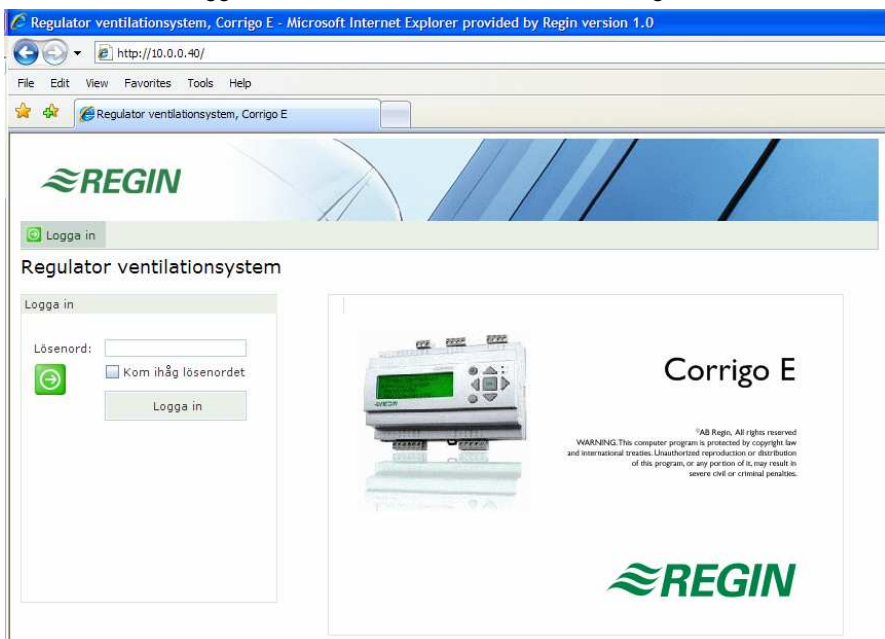 Regulator ventilationsystem, Corrigo E - Microsoft Internet Explorer provided by Regin version 1.0
http://10.0.0.40/
File Edit View Favorites Tools Help
Regulator ventilationsystem, Corrigo E
REGIN
Logga in
Regulator ventilationsystem
Logga in
Lösenord:
Kom ihåg lösenordet
Logga in
Corrigo E
©AB Regin, All rights reserved
WARNING. This computer program is protected by copyright law
and international treaties. Unauthorized reproduction or distribution
of this program, or any portion of it, may result in
severe civil or criminal penalties.
REGIN